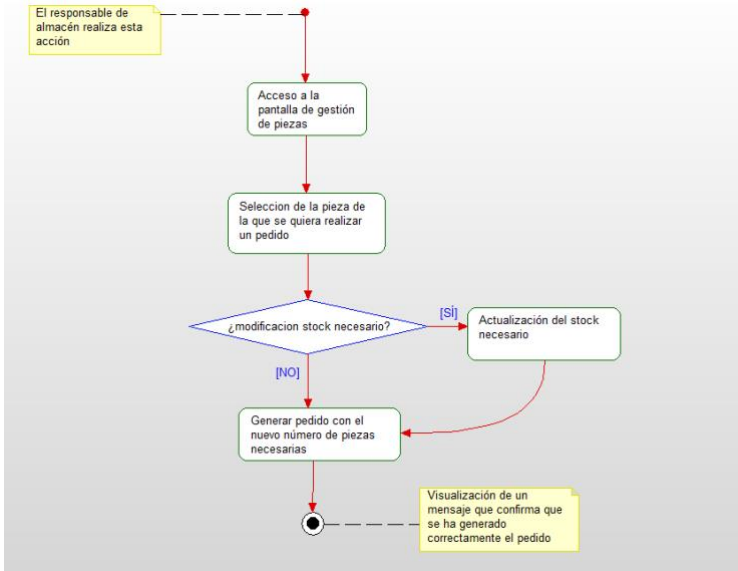 El responsable de
almacén realiza esta
acción
Acceso a la
pantalla de gestión
de piezas
Seleccion de la pieza de
la que se quiera realizar
un pedido
¿modificacion stock necesario?
[SÍ]
Actualización del stock
necesario
[NO]
Generar pedido con el
nuevo número de piezas
necesarias
Visualización de un
mensaje que confirma que
se ha generado
correctamente el pedido